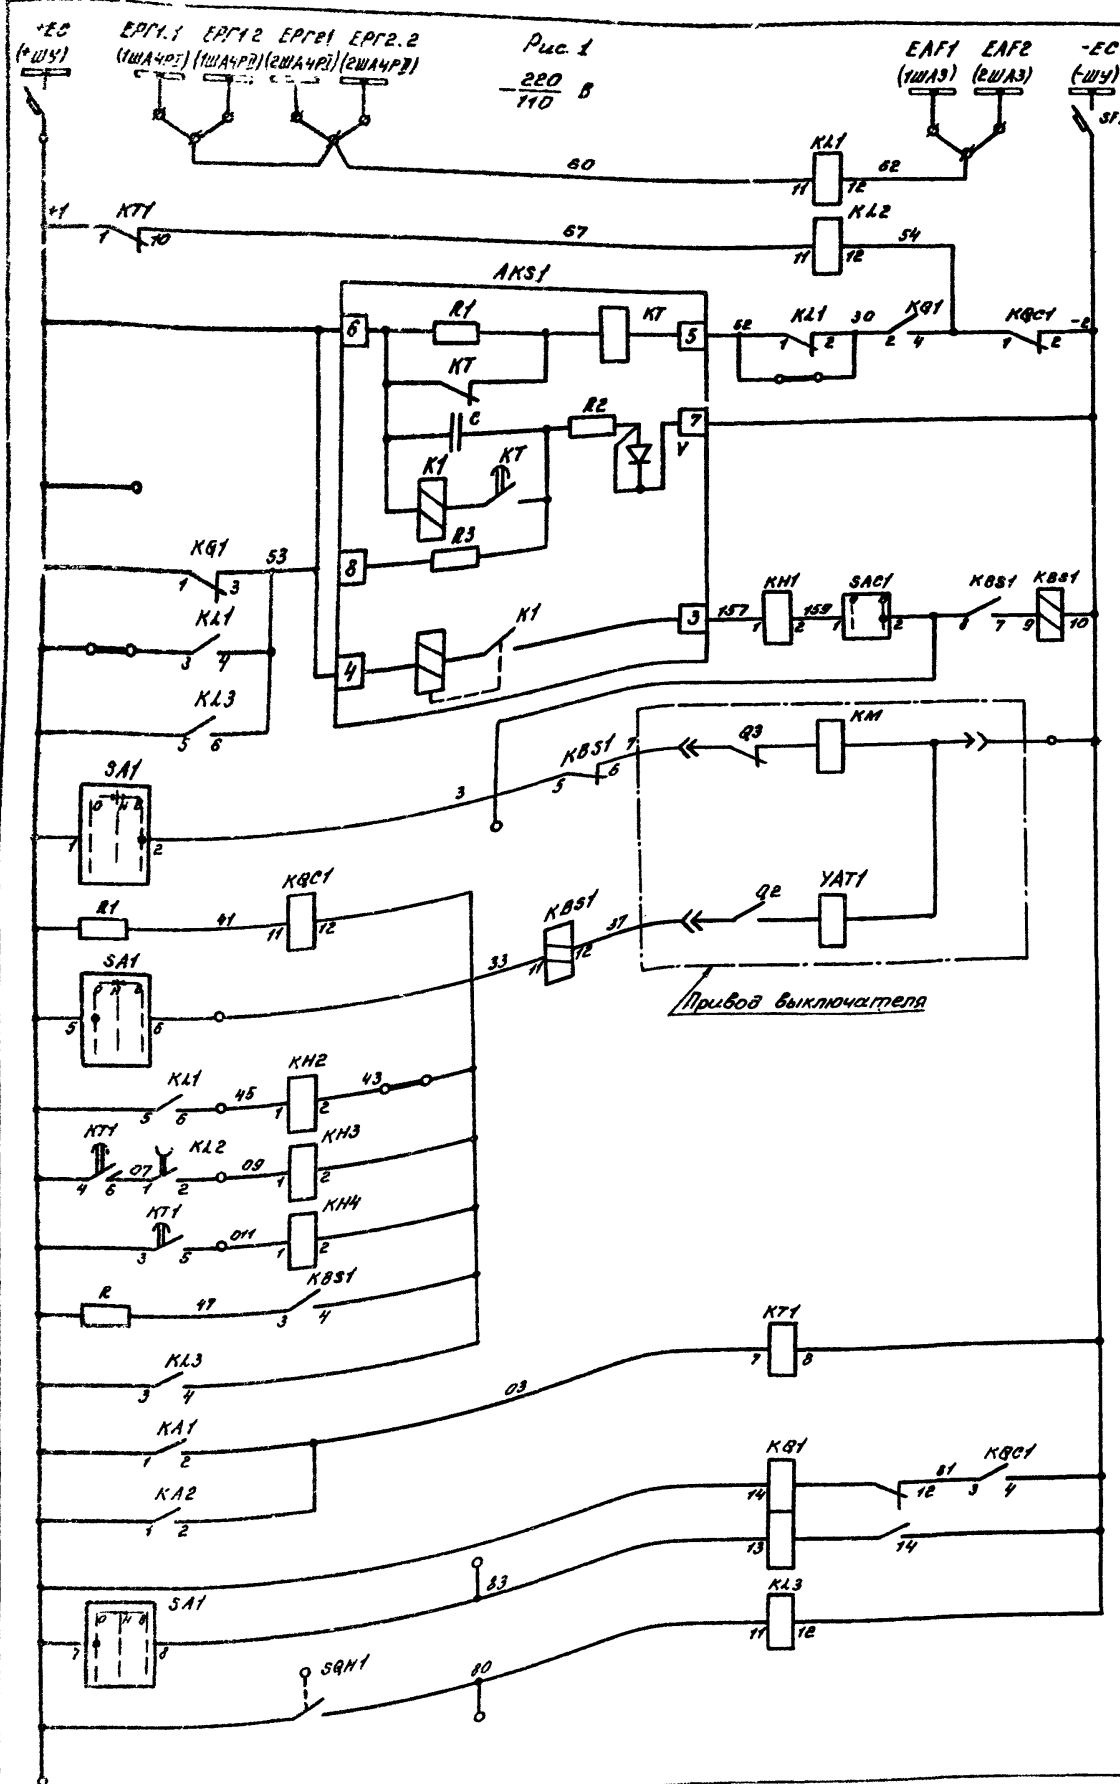 +ЕС ЕРГ1.1 ЕРГ1.2 ЕРГ2.1 ЕРГ2.2 Рис. 1 EAF1 EAF2 -ЕС
(+ШУ) (1ША4РI) (1ША4РII) (2ША4РI) (2ША4РII) (1ША3) (2ША3) (-ШУ)
-220/110 В
KL1
11 12 60 62
+1 KT1 KL2
1 10 67 11 12 54
AKS1
6 R1 KT 5 62 KL1 30 KQ1 KQC1 -2
1 2 2 4 1 2
KT
C R2 7
V
K1 KT
KQ1 53 8 R3
1 3
KL1
3 4
K1 3 157 KH1 159 SAC1 KBS1 KBS1
1 2 1 2 6 7 9 10
4
KL3
5 6
SA1 KBS1 7 Q3 KM
О Н В
1 2 3 5 6
R1 41 KQC1 KBS1 37 Q2 YAT1
11 12
SA1 33 11 12
О Н В
5 6
Привод выключателя
KL1 45 KH2 43
5 6 1 2
KT1 07 KL2 09 KH3
4 6 1 2 1 2
KT1 011 KH4
3 5 1 2
R 47 KBS1
3 4
KT1
7 8
KL3 03
3 4
KA1
1 2
KQ1 81 KQC1
14 12 3 4
KA2
1 2
13 14
83
SA1 KL3
О Н В
7 8 11 12
SQH1 80